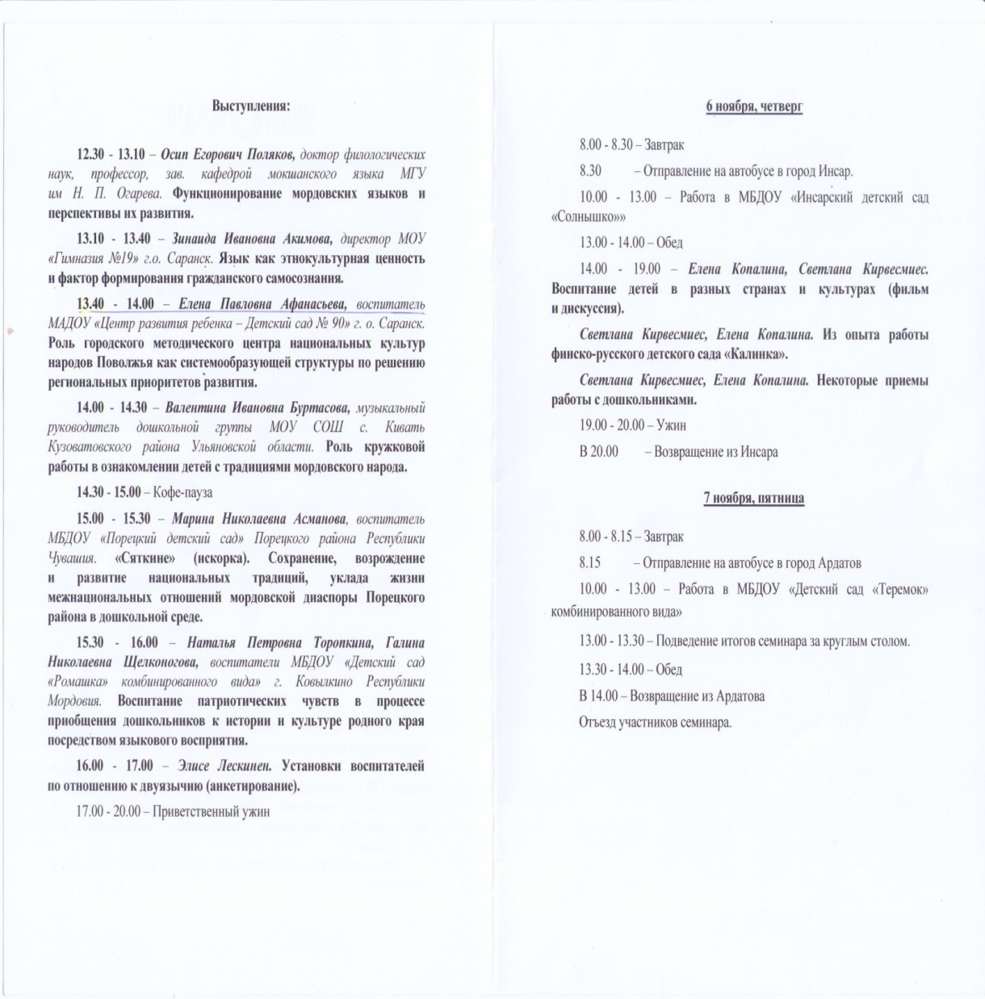 Выступления:
12.30 - 13.10 – Осип Егорович Поляков, доктор филологических
наук, профессор, зав. кафедрой мокшанского языка МГУ
им Н. П. Огарева. Функционирование мордовских языков и
перспективы их развития.
13.10 - 13.40 – Зинаида Ивановна Акимова, директор МОУ
«Гимназия №19» г.о. Саранск. Язык как этнокультурная ценность
и фактор формирования гражданского самосознания.
13.40 - 14.00 – Елена Павловна Афанасьева, воспитатель
МАДОУ «Центр развития ребенка – Детский сад № 90» г. о. Саранск.
Роль городского методического центра национальных культур
народов Поволжья как системообразующей структуры по решению
региональных приоритетов развития.
14.00 - 14.30 – Валентина Ивановна Буртасова, музыкальный
руководитель дошкольной группы МОУ СОШ с. Кивать
Кузоватовского района Ульяновской области. Роль кружковой
работы в ознакомлении детей с традициями мордовского народа.
14.30 - 15.00 – Кофе-пауза
15.00 - 15.30 – Марина Николаевна Асманова, воспитатель
МБДОУ «Порецкий детский сад» Порецкого района Республики
Чувашия. «Сяткине» (искорка). Сохранение, возрождение
и развитие национальных традиций, уклада жизни
межнациональных отношений мордовской диаспоры Порецкого
района в дошкольной среде.
15.30 - 16.00 – Наталья Петровна Торопкина, Галина
Николаевна Щелконогова, воспитатели МБДОУ «Детский сад
«Ромашка» комбинированного вида» г. Ковылкино Республики
Мордовия. Воспитание патриотических чувств в процессе
приобщения дошкольников к истории и культуре родного края
посредством языкового восприятия.
16.00 - 17.00 – Элисе Лескинен. Установки воспитателей
по отношению к двуязычию (анкетирование).
17.00 - 20.00 – Приветственный ужин
6 ноября, четверг
8.00 - 8.30 – Завтрак
8.30 – Отправление на автобусе в город Инсар.
10.00 - 13.00 – Работа в МБДОУ «Инсарский детский сад
«Солнышко»»
13.00 - 14.00 – Обед
14.00 - 19.00 – Елена Копалина, Светлана Кирвесмиес.
Воспитание детей в разных странах и культурах (фильм
и дискуссия).
Светлана Кирвесмиес, Елена Копалина. Из опыта работы
финско-русского детского сада «Калинка».
Светлана Кирвесмиес, Елена Копалина. Некоторые приемы
работы с дошкольниками.
19.00 - 20.00 – Ужин
В 20.00 – Возвращение из Инсара
7 ноября, пятница
8.00 - 8.15 – Завтрак
8.15 – Отправление на автобусе в город Ардатов
10.00 - 13.00 – Работа в МБДОУ «Детский сад «Теремок»
комбинированного вида»
13.00 - 13.30 – Подведение итогов семинара за круглым столом.
13.30 - 14.00 – Обед
В 14.00 – Возвращение из Ардатова
Отъезд участников семинара.